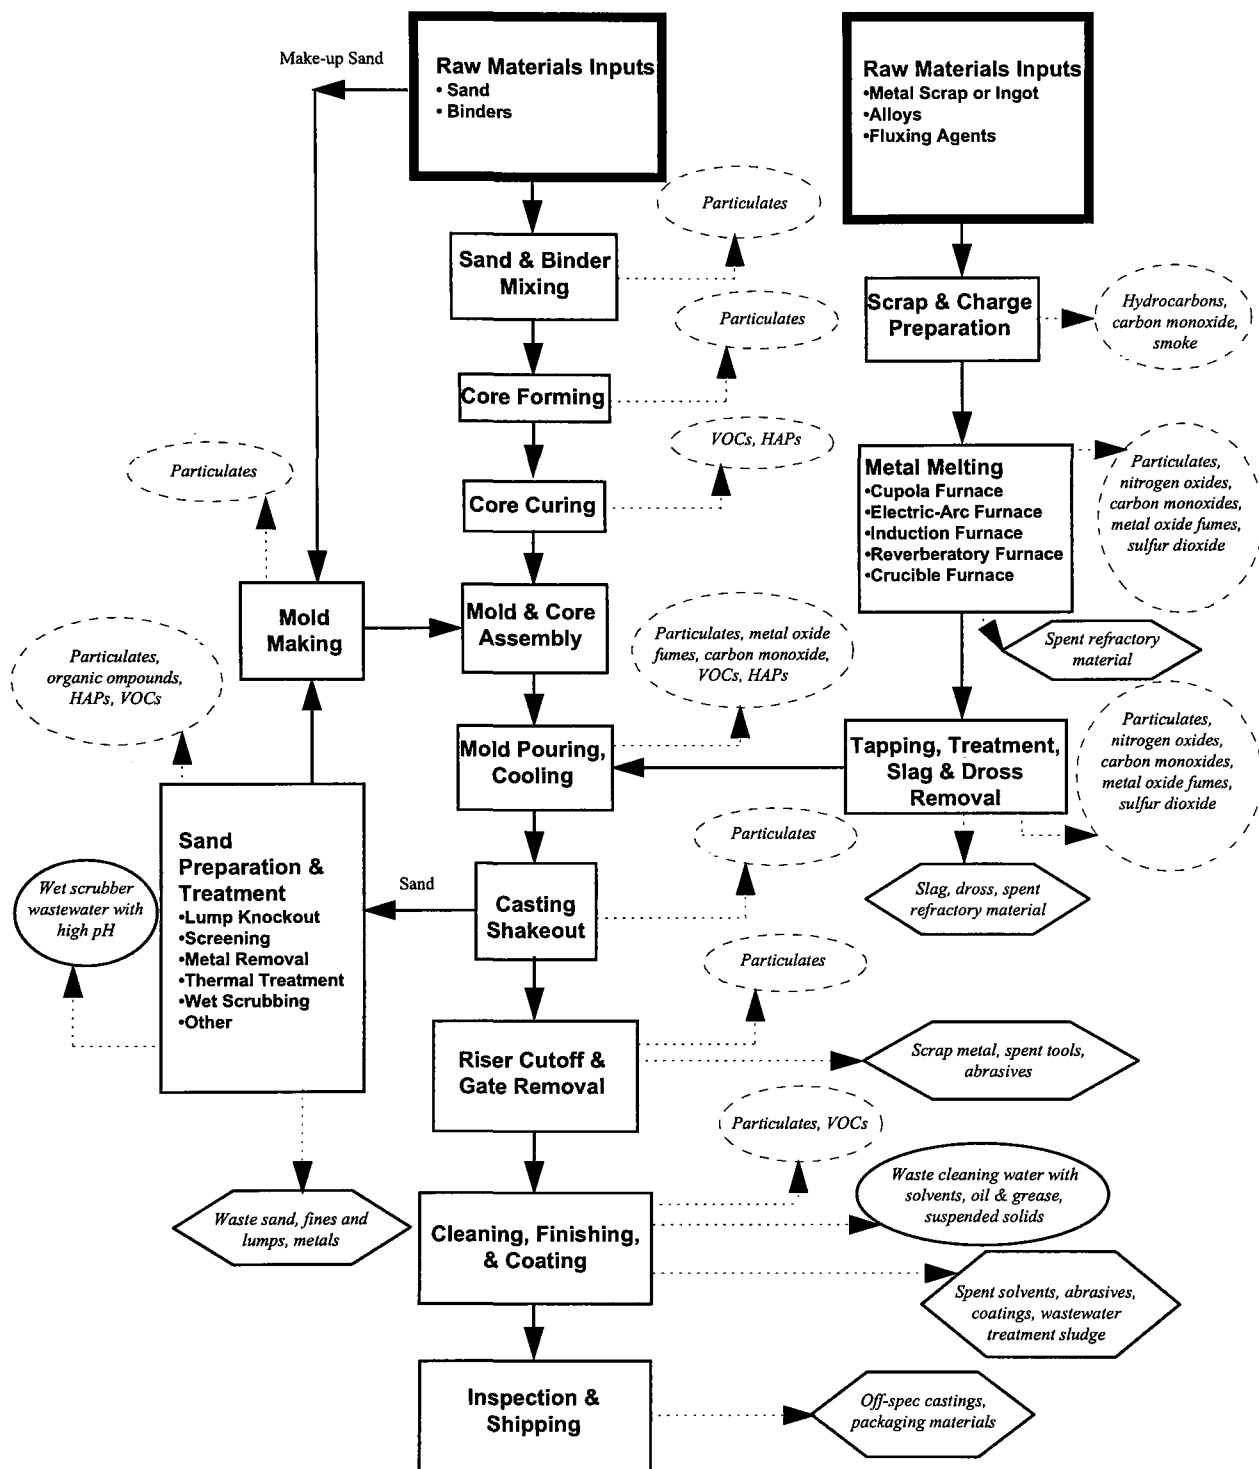 Make-up Sand
Raw Materials Inputs
• Sand
• Binders
Raw Materials Inputs
•Metal Scrap or Ingot
•Alloys
•Fluxing Agents
Particulates
Sand & Binder
Mixing
Scrap & Charge
Preparation
Hydrocarbons,
carbon monoxide,
smoke
Particulates
Core Forming
VOCs, HAPs
Particulates
Core Curing
Metal Melting
•Cupola Furnace
•Electric-Arc Furnace
•Induction Furnace
•Reverberatory Furnace
•Crucible Furnace
Particulates,
nitrogen oxides,
carbon monoxides,
metal oxide fumes,
sulfur dioxide
Mold
Making
Mold & Core
Assembly
Particulates, metal oxide
fumes, carbon monoxide,
VOCs, HAPs
Spent refractory
material
Particulates,
organic ompounds,
HAPs, VOCs
Mold Pouring,
Cooling
Tapping, Treatment,
Slag & Dross
Removal
Particulates,
nitrogen oxides,
carbon monoxides,
metal oxide fumes,
sulfur dioxide
Sand
Preparation &
Treatment
•Lump Knockout
•Screening
•Metal Removal
•Thermal Treatment
•Wet Scrubbing
•Other
Wet scrubber
wastewater with
high pH
Sand
Casting
Shakeout
Particulates
Slag, dross, spent
refractory material
Particulates
Riser Cutoff &
Gate Removal
Scrap metal, spent tools,
abrasives
Particulates, VOCs
Waste sand, fines and
lumps, metals
Cleaning, Finishing,
& Coating
Waste cleaning water with
solvents, oil & grease,
suspended solids
Spent solvents, abrasives,
coatings, wastewater
treatment sludge
Inspection &
Shipping
Off-spec castings,
packaging materials